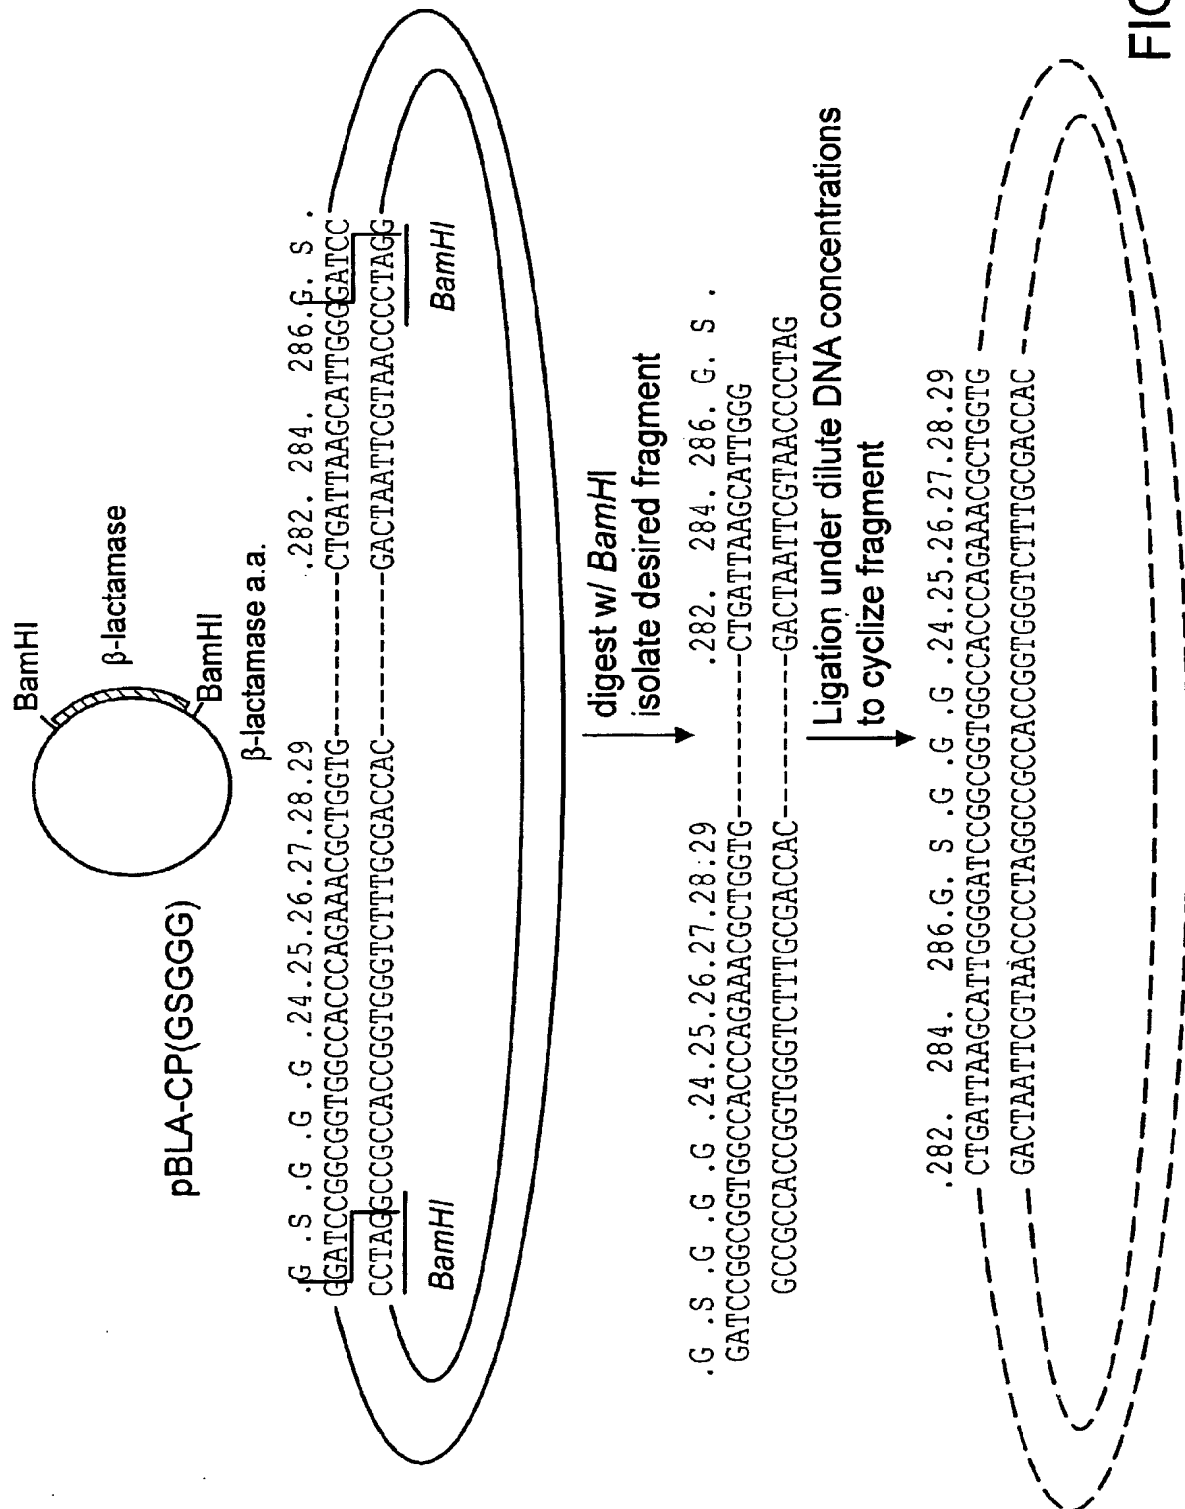 BamHI
β-lactamase
BamHI
pBLA-CP(GSGGG)
β-lactamase a.a.
.G .S .G .G .G .24.25.26.27.28.29
.282. 284. 286.G. S .
GGATCCGGCGGTGGCCACCCAGAAACGCTGGTG----------CTGATTAAGCATTGGGGATCC
CCTAGGCCGCCACCGGTGGGTCTTTGCGACCAC----------GACTAATTCGTAACCCCTAGG
BamHI
BamHI
digest w/ BamHI
isolate desired fragment
.G .S .G .G .G .24.25.26.27.28.29
.282. 284. 286. G. S .
GATCCGGCGGTGGCCACCCAGAAACGCTGGTG----------CTGATTAAGCATTGGG
GCCGCCACCGGTGGGTCTTTGCGACCAC----------GACTAATTCGTAACCCCTAG
Ligation under dilute DNA concentrations
to cyclize fragment
.282. 284. 286.G. S .G .G .G .24.25.26.27.28.29
CTGATTAAGCATTGGGGATCCGGCGGTGGCCACCCAGAAACGCTGGTG
GACTAATTCGTAACCCCTAGGCCGCCACCGGTGGGTCTTTGCGACCAC